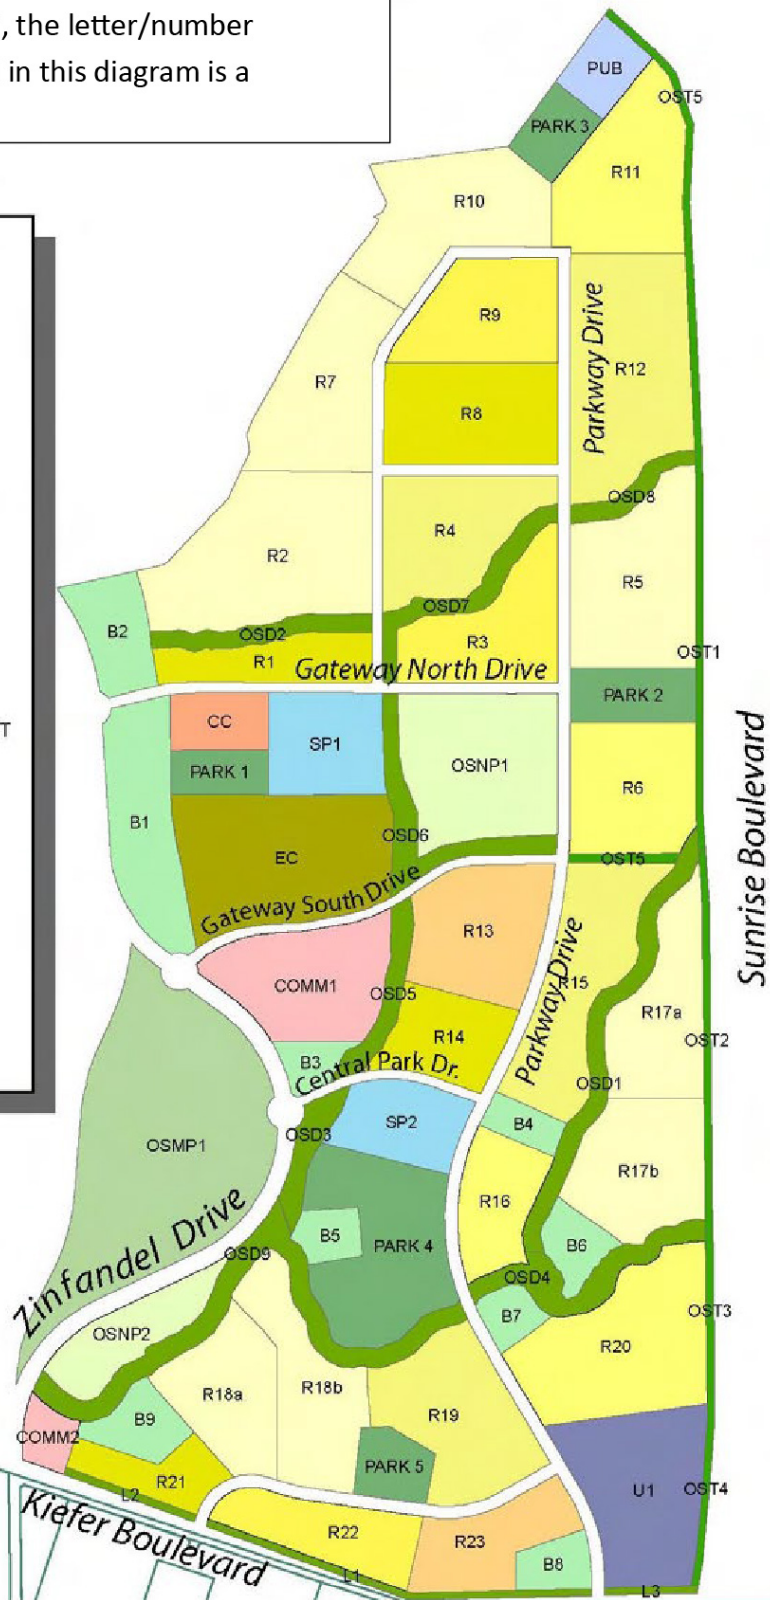 , the letter/number
in this diagram is a
PUB
OST5
PARK 3
R11
R10
R9
Parkway Drive
R12
R7
R8
OSD8
R4
R2
R5
OSD7
B2
OSD2
R3
R1
OST1
Gateway North Drive
PARK 2
CC
T
SP1
OSNP1
PARK 1
R6
B1
Sunrise Boulevard
OSD6
EC
OST5
Gateway South Drive
R13
COMM1
R15
OSD5
R17a
Parkway Drive
R14
OST2
B3
Central Park Dr.
OSD1
SP2
B4
OSD3
OSMP1
R17b
R16
B5
PARK 4
B6
Zinfandel Drive
OSD9
OSD4
B7
OST3
OSNP2
R20
R18a
R18b
B9
R19
COMM2
PARK 5
R21
U1
OST4
L2
Kiefer Boulevard
R22
R23
B8
L1
L3